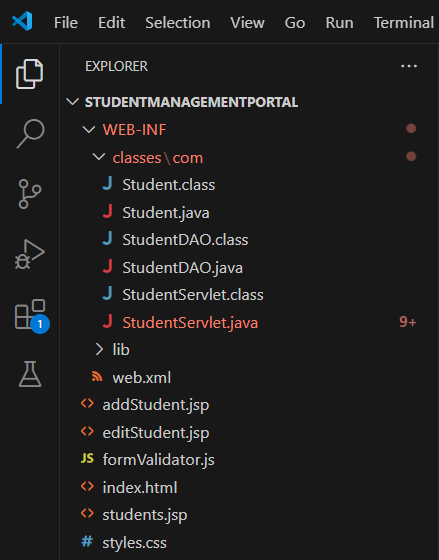 File Edit Selection View Go Run Terminal
EXPLORER
STUDENTMANAGEMENTPORTAL
WEB-INF
classes\com
J Student.class
J Student.java
J StudentDAO.class
J StudentDAO.java
J StudentServlet.class
J StudentServlet.java 9+
1
lib
web.xml
<> addStudent.jsp
<> editStudent.jsp
JS formValidator.js
<> index.html
<> students.jsp
# styles.css